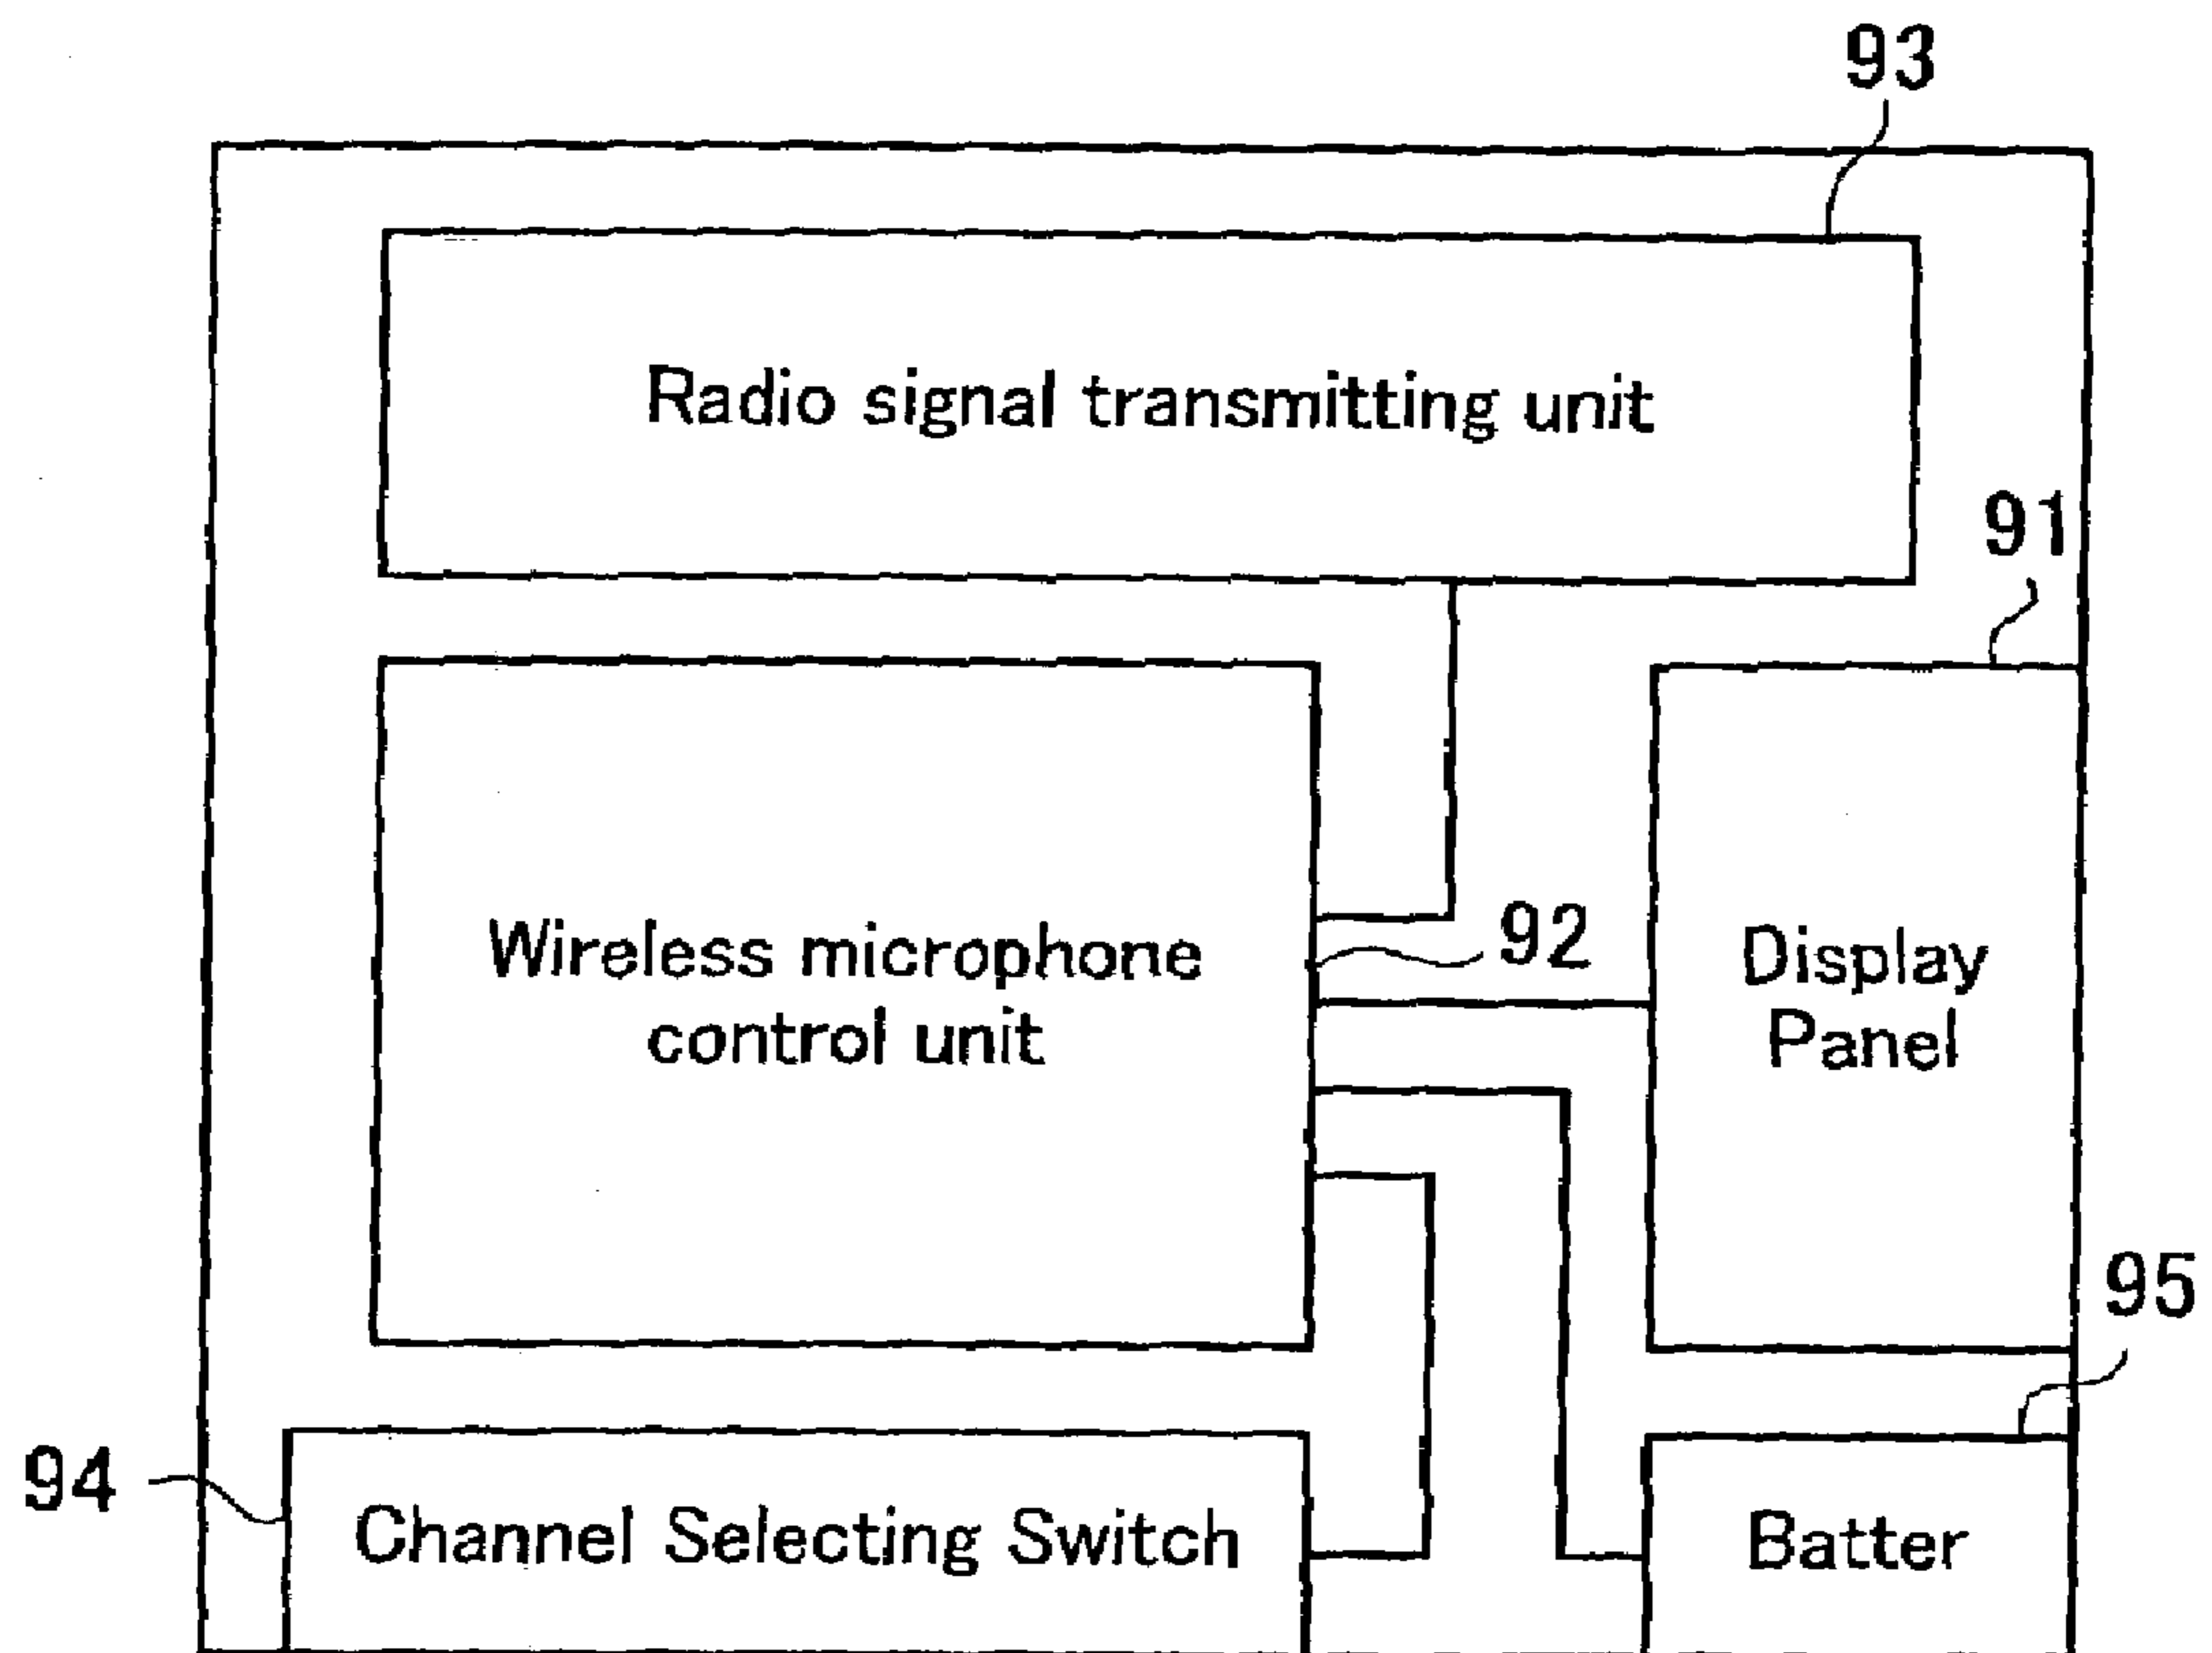 93
Radio signal transmitting unit
91
Wireless microphone
control unit
92
Display
Panel
95
94
Channel Selecting Switch
Batter